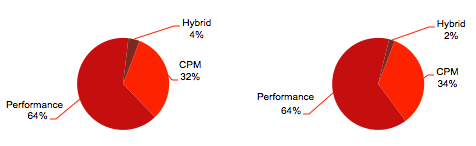 Hybrid
4%
CPM
32%
Performance
64%
Hybrid
2%
CPM
34%
Performance
64%